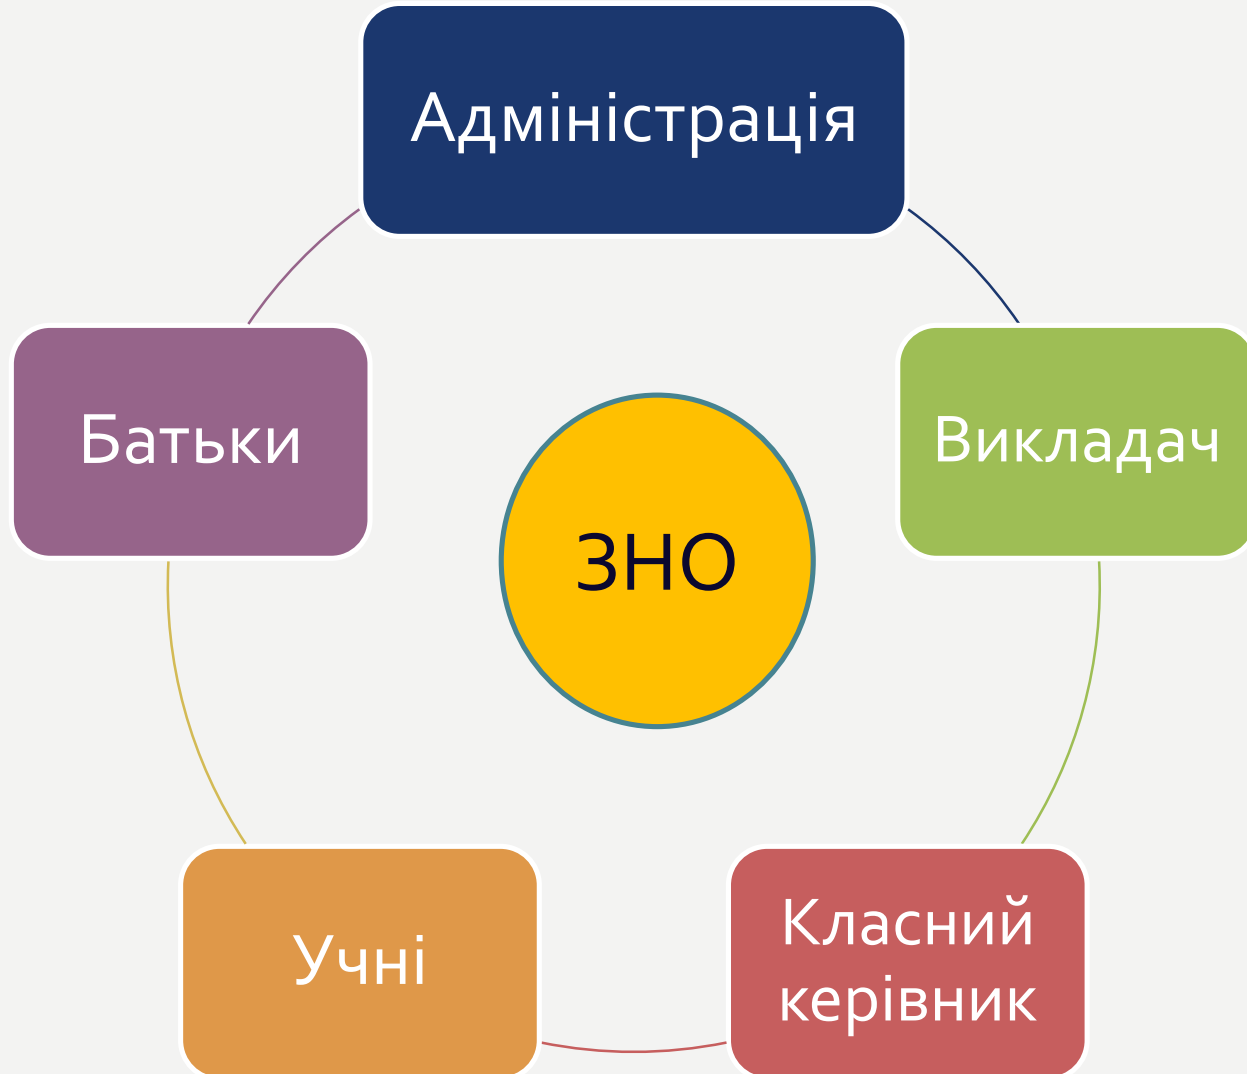 Адміністрація
Батьки
Викладач
ЗНО
Учні
Класний
керівник